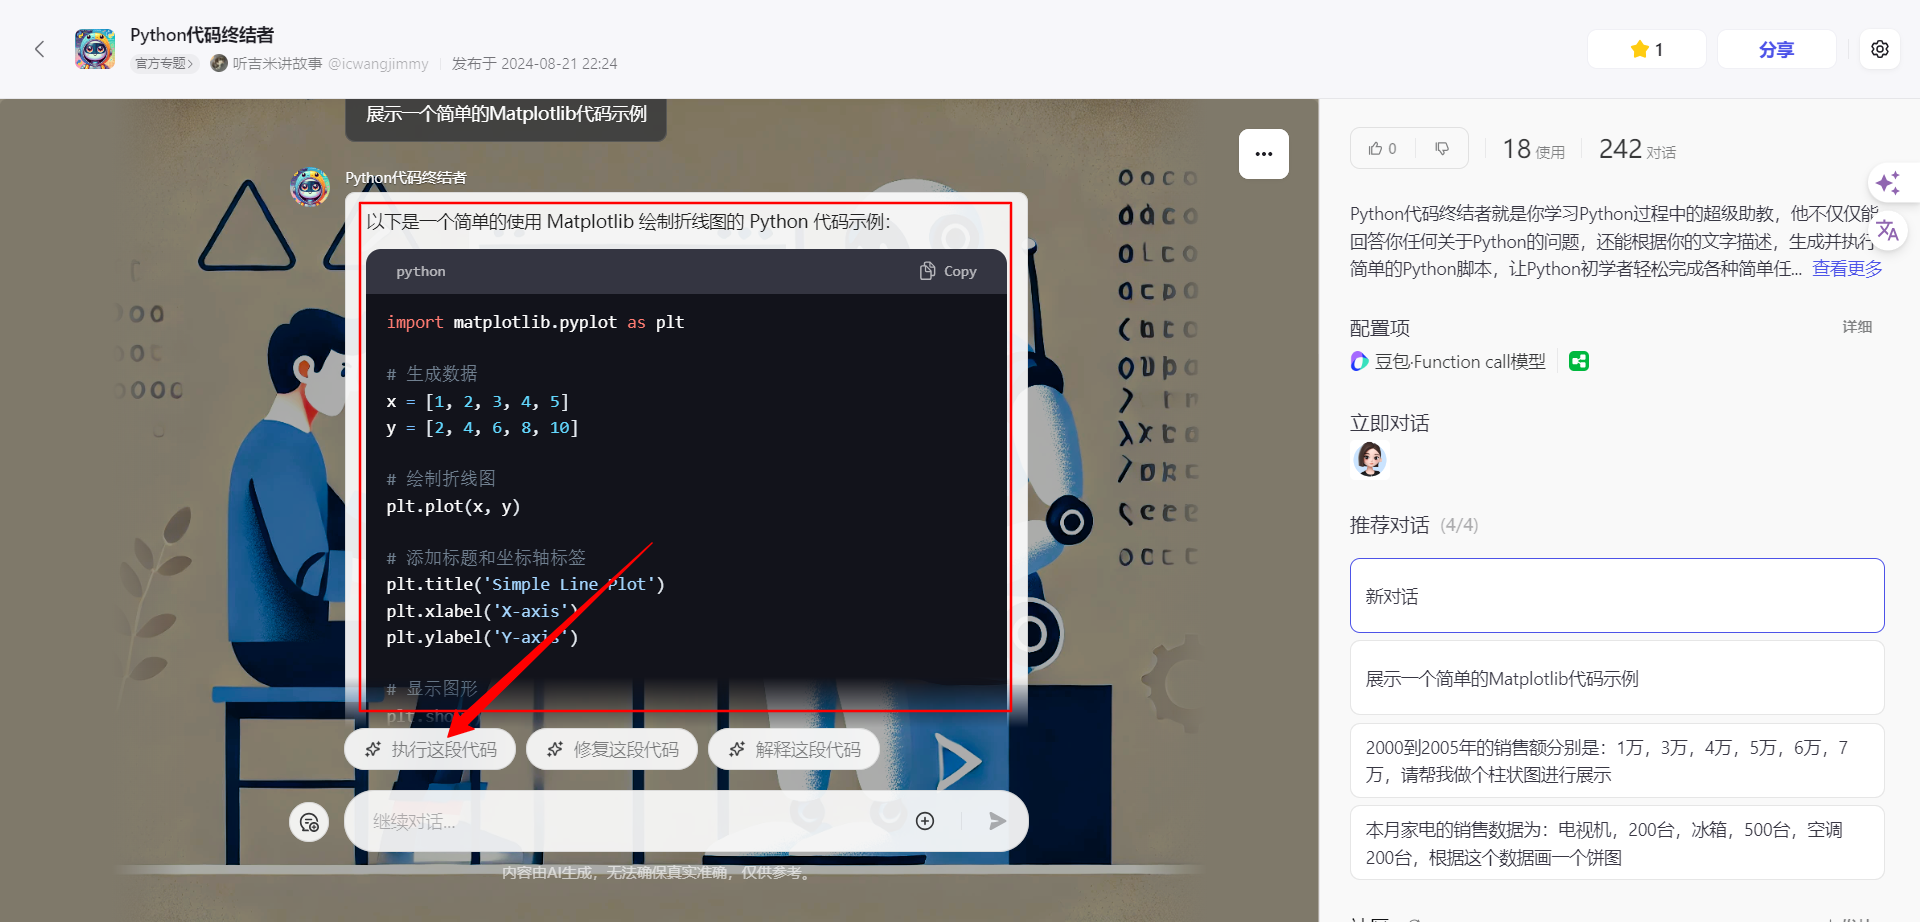 Python代码终结者
官方专题 听吉米讲故事 @icwangjimmy 发布于 2024-08-21 22:24
1
分享
展示一个简单的Matplotlib代码示例
Python代码终结者
以下是一个简单的使用 Matplotlib 绘制折线图的 Python 代码示例：
python
Copy
import matplotlib.pyplot as plt
# 生成数据
x = [1, 2, 3, 4, 5]
y = [2, 4, 6, 8, 10]
# 绘制折线图
plt.plot(x, y)
# 添加标题和坐标轴标签
plt.title('Simple Line Plot')
plt.xlabel('X-axis')
plt.ylabel('Y-axis')
# 显示图形
执行这段代码
修复这段代码
解释这段代码
继续对话...
内容由AI生成，无法确保真实准确，仅供参考。
0
18 使用
242 对话
Python代码终结者就是你学习Python过程中的超级助教，他不仅仅能
回答你任何关于Python的问题，还能根据你的文字描述，生成并执行
简单的Python脚本，让Python初学者轻松完成各种简单任... 查看更多
配置项
详细
豆包·Function call模型
立即对话
推荐对话 (4/4)
新对话
展示一个简单的Matplotlib代码示例
2000到2005年的销售额分别是：1万，3万，4万，5万，6万，7
万，请帮我做个柱状图进行展示
本月家电的销售数据为：电视机，200台，冰箱，500台，空调
200台，根据这个数据画一个饼图